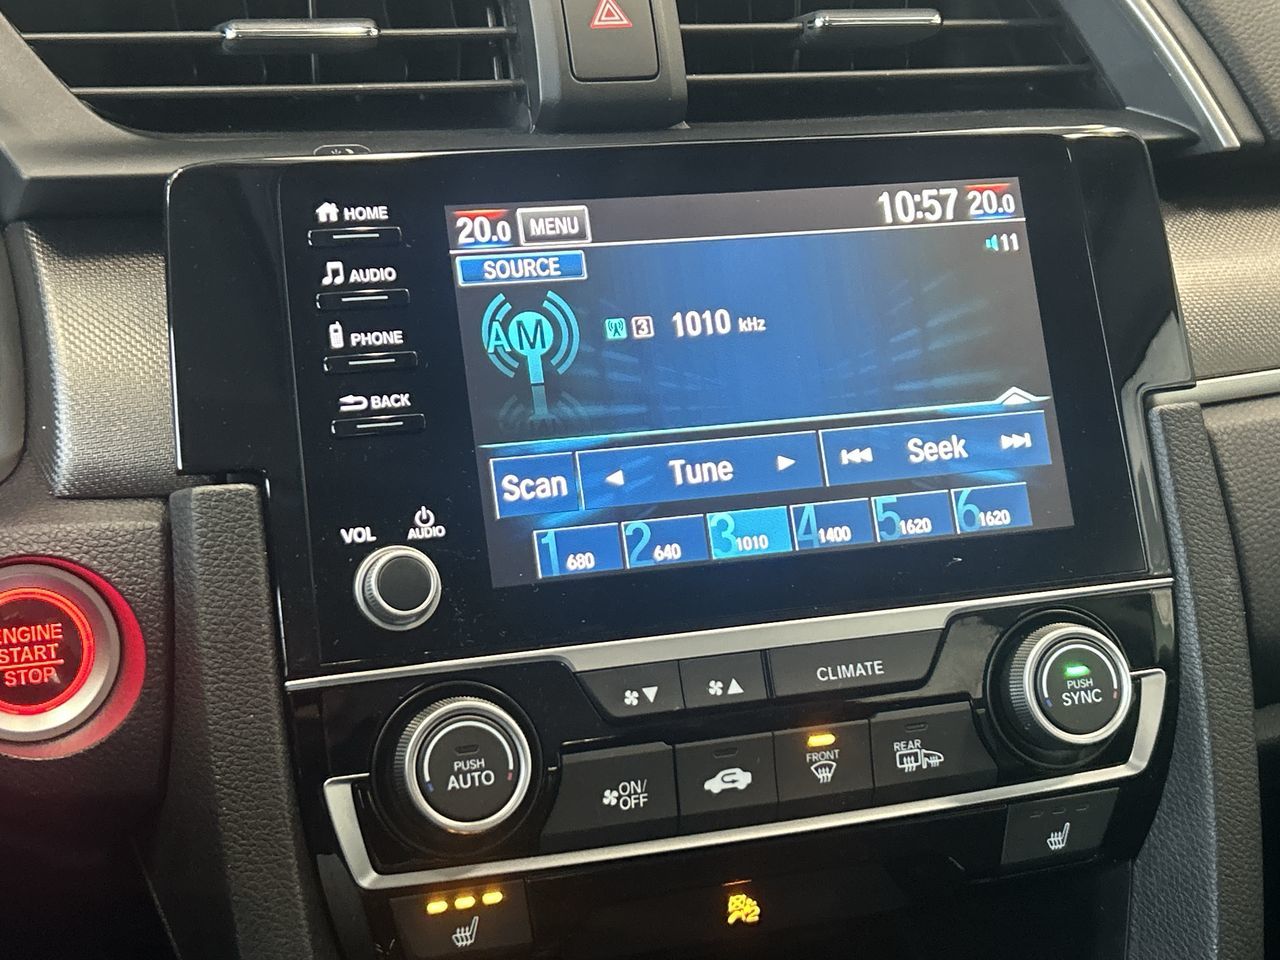 HOME
AUDIO
PHONE
BACK
VOL
AUDIO
20.0
MENU
10:57
20.0
SOURCE
11
AM
3
1010 kHz
Scan
Tune
Seek
1 680
2 640
3 1010
4 1400
5 1620
6 1620
ENGINE
START
STOP
CLIMATE
PUSH
SYNC
PUSH
AUTO
ON/
OFF
FRONT
REAR
2